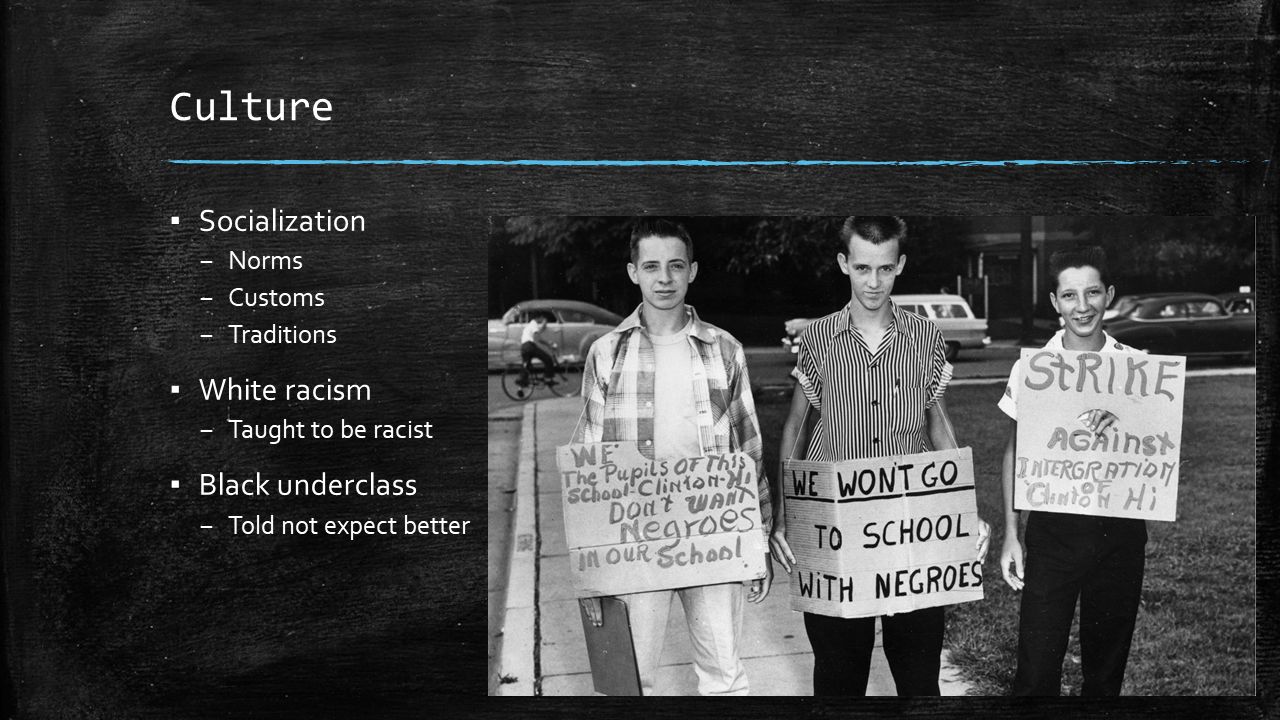 Culture
▪ Socialization
– Norms
– Customs
– Traditions
▪ White racism
– Taught to be racist
▪ Black underclass
– Told not expect better
WE
The Pupils OF This
School-Clinton-Hi
DON't WANT
Negroes
IN OUR School!
WE WON'T GO
TO SCHOOL
WiTH NEGROES
StRIKE
AGAinst
INTERGRATION
OF
Clinton Hi